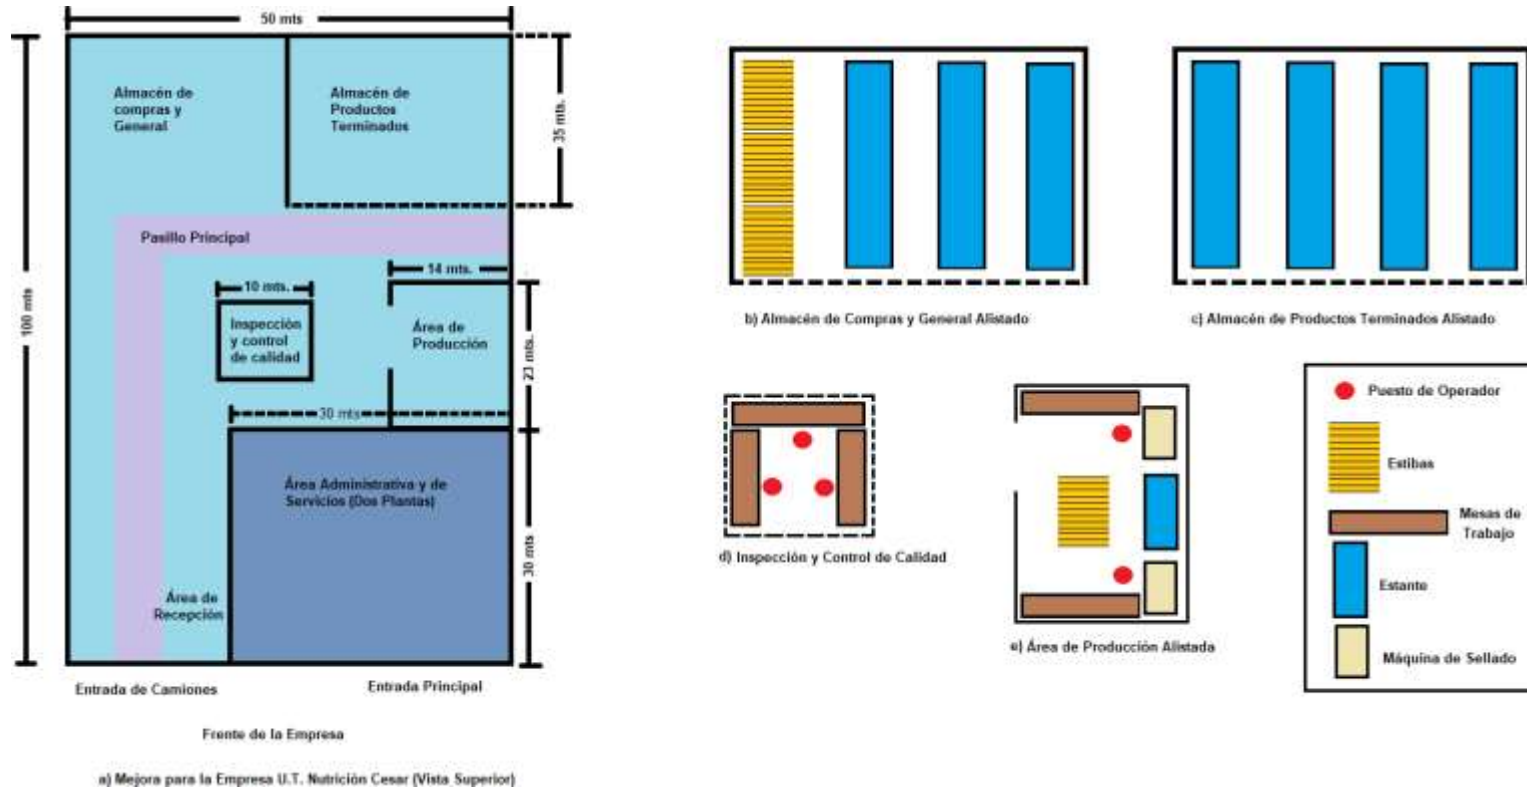 50 mts
Almacén de
compras y
General
Almacén de
Productos
Terminados
35 mts.
Pasillo Principal
14 mts.
10 mts.
100 mts
Inspección
y control
de calidad
Área de
Producción
23 mts.
30 mts
Área Administrativa y de
Servicios (Dos Plantas)
30 mts
Área de
Recepción
Entrada de Camiones
Entrada Principal
Frente de la Empresa
a) Mejora para la Empresa U.T. Nutrición Cesar (Vista Superior)
b) Almacén de Compras y General Alistado
c) Almacén de Productos Terminados Alistado
d) Inspección y Control de Calidad
e) Área de Producción Alistada
Puesto de Operador
Estibas
Mesas de
Trabajo
Estante
Máquina de Sellado